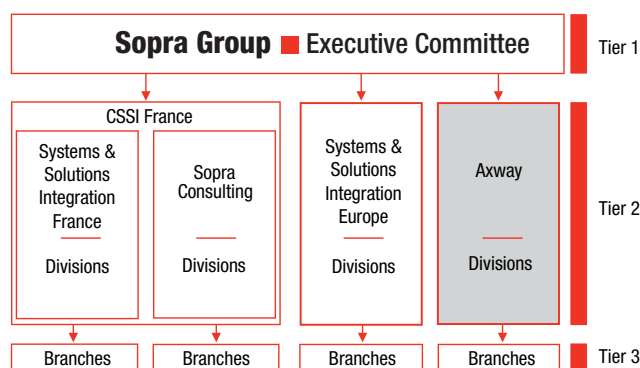 Sopra Group ■ Executive Committee
Tier 1
CSSI France
Systems &
Solutions
Integration
France
Divisions
Sopra
Consulting
Divisions
Systems &
Solutions
Integration
Europe
Divisions
Axway
Divisions
Tier 2
Branches
Branches
Branches
Branches
Tier 3